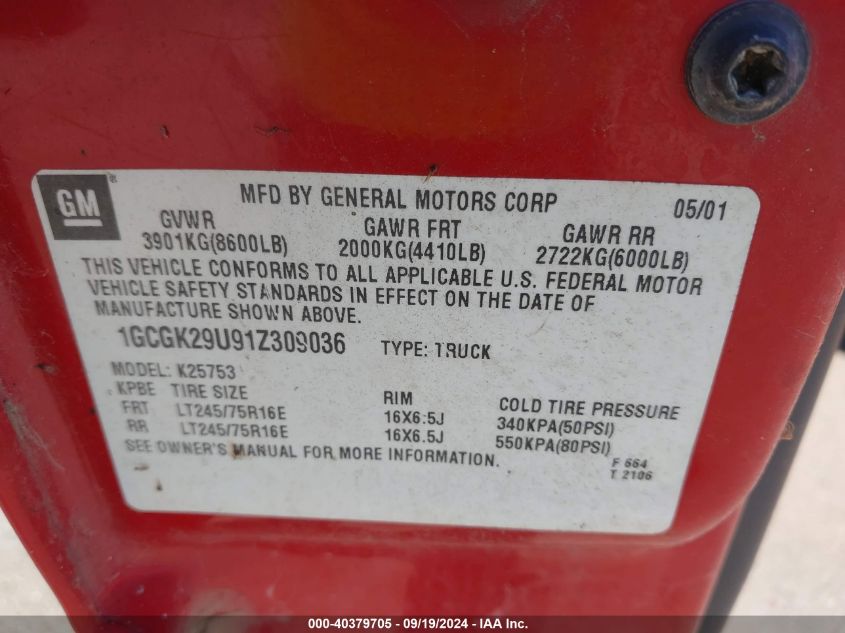 GM
MFD BY GENERAL MOTORS CORP 05/01
GVWR GAWR FRT GAWR RR
3901KG(8600LB) 2000KG(4410LB) 2722KG(6000LB)
THIS VEHICLE CONFORMS TO ALL APPLICABLE U.S. FEDERAL MOTOR
VEHICLE SAFETY STANDARDS IN EFFECT ON THE DATE OF
MANUFACTURE SHOWN ABOVE.
1GCGK29U91Z309036 TYPE: TRUCK
MODEL: K25753
KPBE TIRE SIZE RIM COLD TIRE PRESSURE
FRT LT245/75R16E 16X6.5J 340KPA(50PSI)
RR LT245/75R16E 16X6.5J 550KPA(80PSI)
SEE OWNER'S MANUAL FOR MORE INFORMATION.
F 664
T 2106
000-40379705 - 09/19/2024 - IAA Inc.